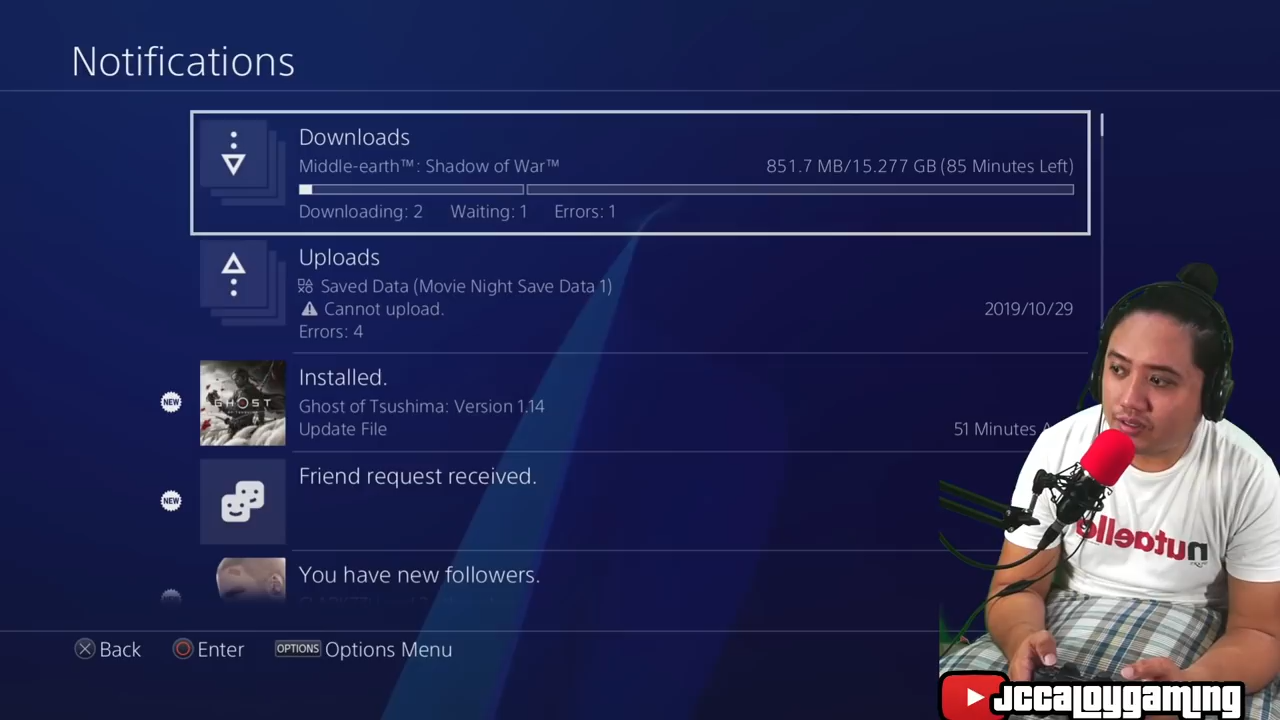 Notifications
Downloads
Middle-earth™: Shadow of War™
851.7 MB/15.277 GB (85 Minutes Left)
Downloading: 2 Waiting: 1 Errors: 1
Uploads
Saved Data (Movie Night Save Data 1)
Cannot upload.
2019/10/29
Errors: 4
NEW
GHOST
Installed.
Ghost of Tsushima: Version 1.14
Update File
51 Minutes
NEW
Friend request received.
You have new followers.
Back
Enter
OPTIONS Options Menu
nutaella
jccaloygaming